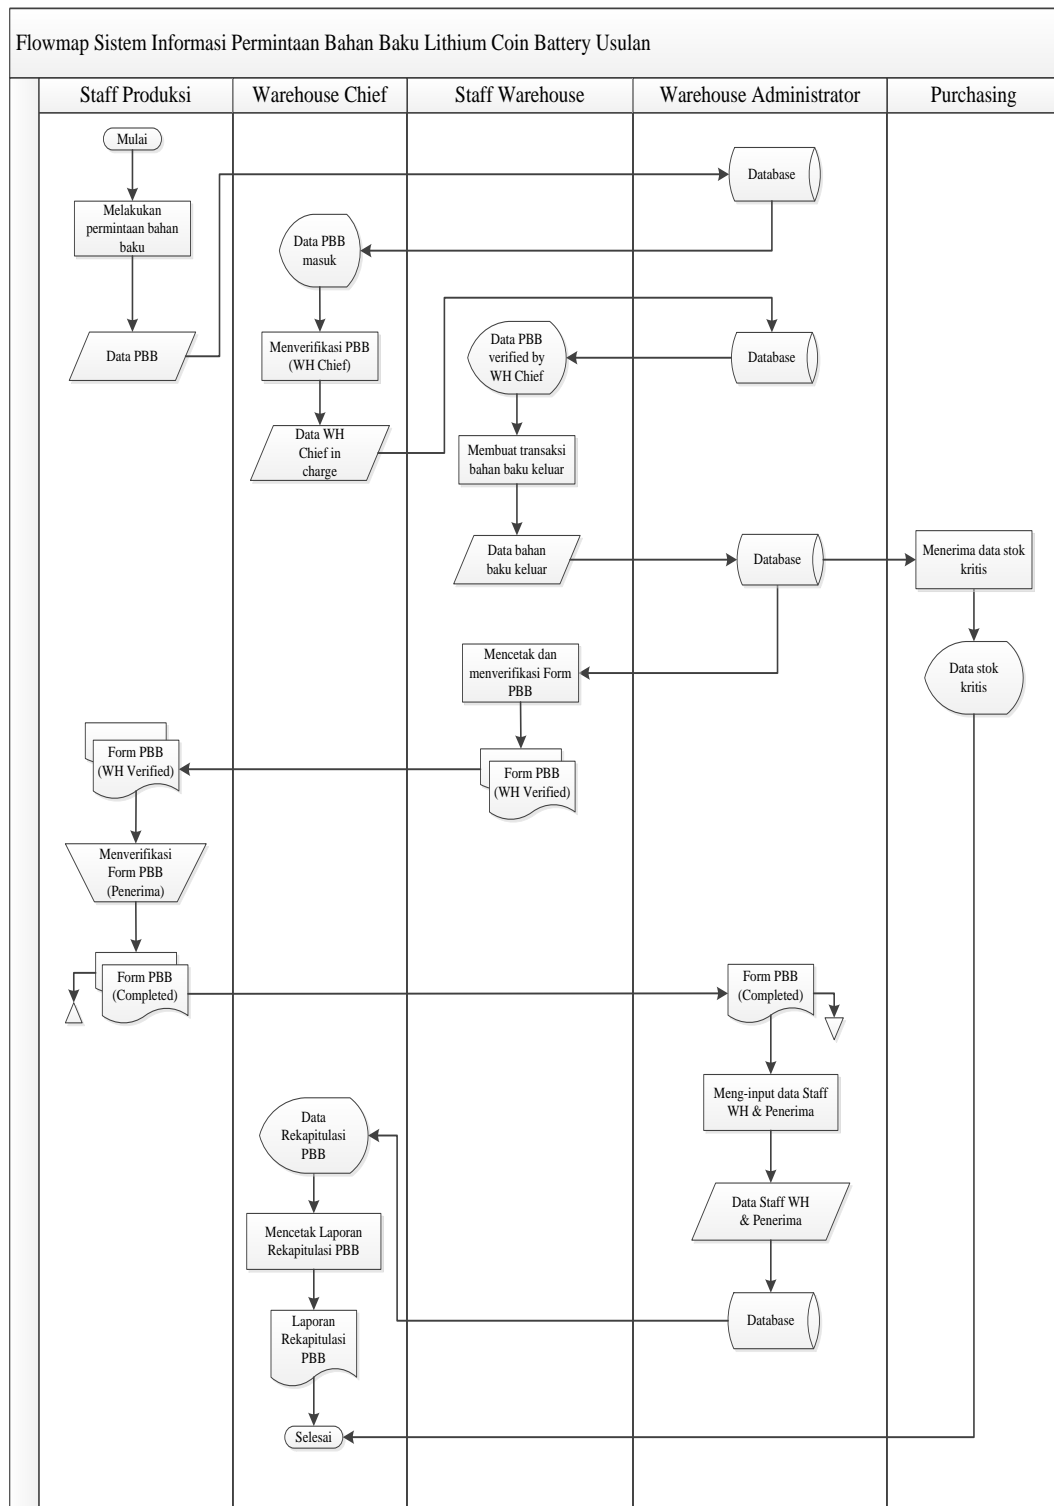 Flowmap Sistem Informasi Permintaan Bahan Baku Lithium Coin Battery Usulan
Staff Produksi
Warehouse Chief
Staff Warehouse
Warehouse Administrator
Purchasing
Mulai
Database
Melakukan
permintaan bahan
baku
Data PBB
masuk
Data PBB
Menverifikasi PBB
(WH Chief)
Data PBB
verified by
WH Chief
Database
Data WH
Chief in
charge
Membuat transaksi
bahan baku keluar
Data bahan
baku keluar
Database
Menerima data stok
kritis
Mencetak dan
menverifikasi Form
PBB
Data stok
kritis
Form PBB
(WH Verified)
Form PBB
(WH Verified)
Menverifikasi
Form PBB
(Penerima)
Form PBB
(Completed)
Form PBB
(Completed)
Meng-input data Staff
WH & Penerima
Data
Rekapitulasi
PBB
Data Staff WH
& Penerima
Mencetak Laporan
Rekapitulasi PBB
Database
Laporan
Rekapitulasi
PBB
Selesai